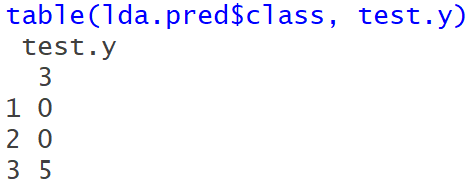 table(lda.pred$class, test.y)
test.y
3
1 0
2 0
3 5